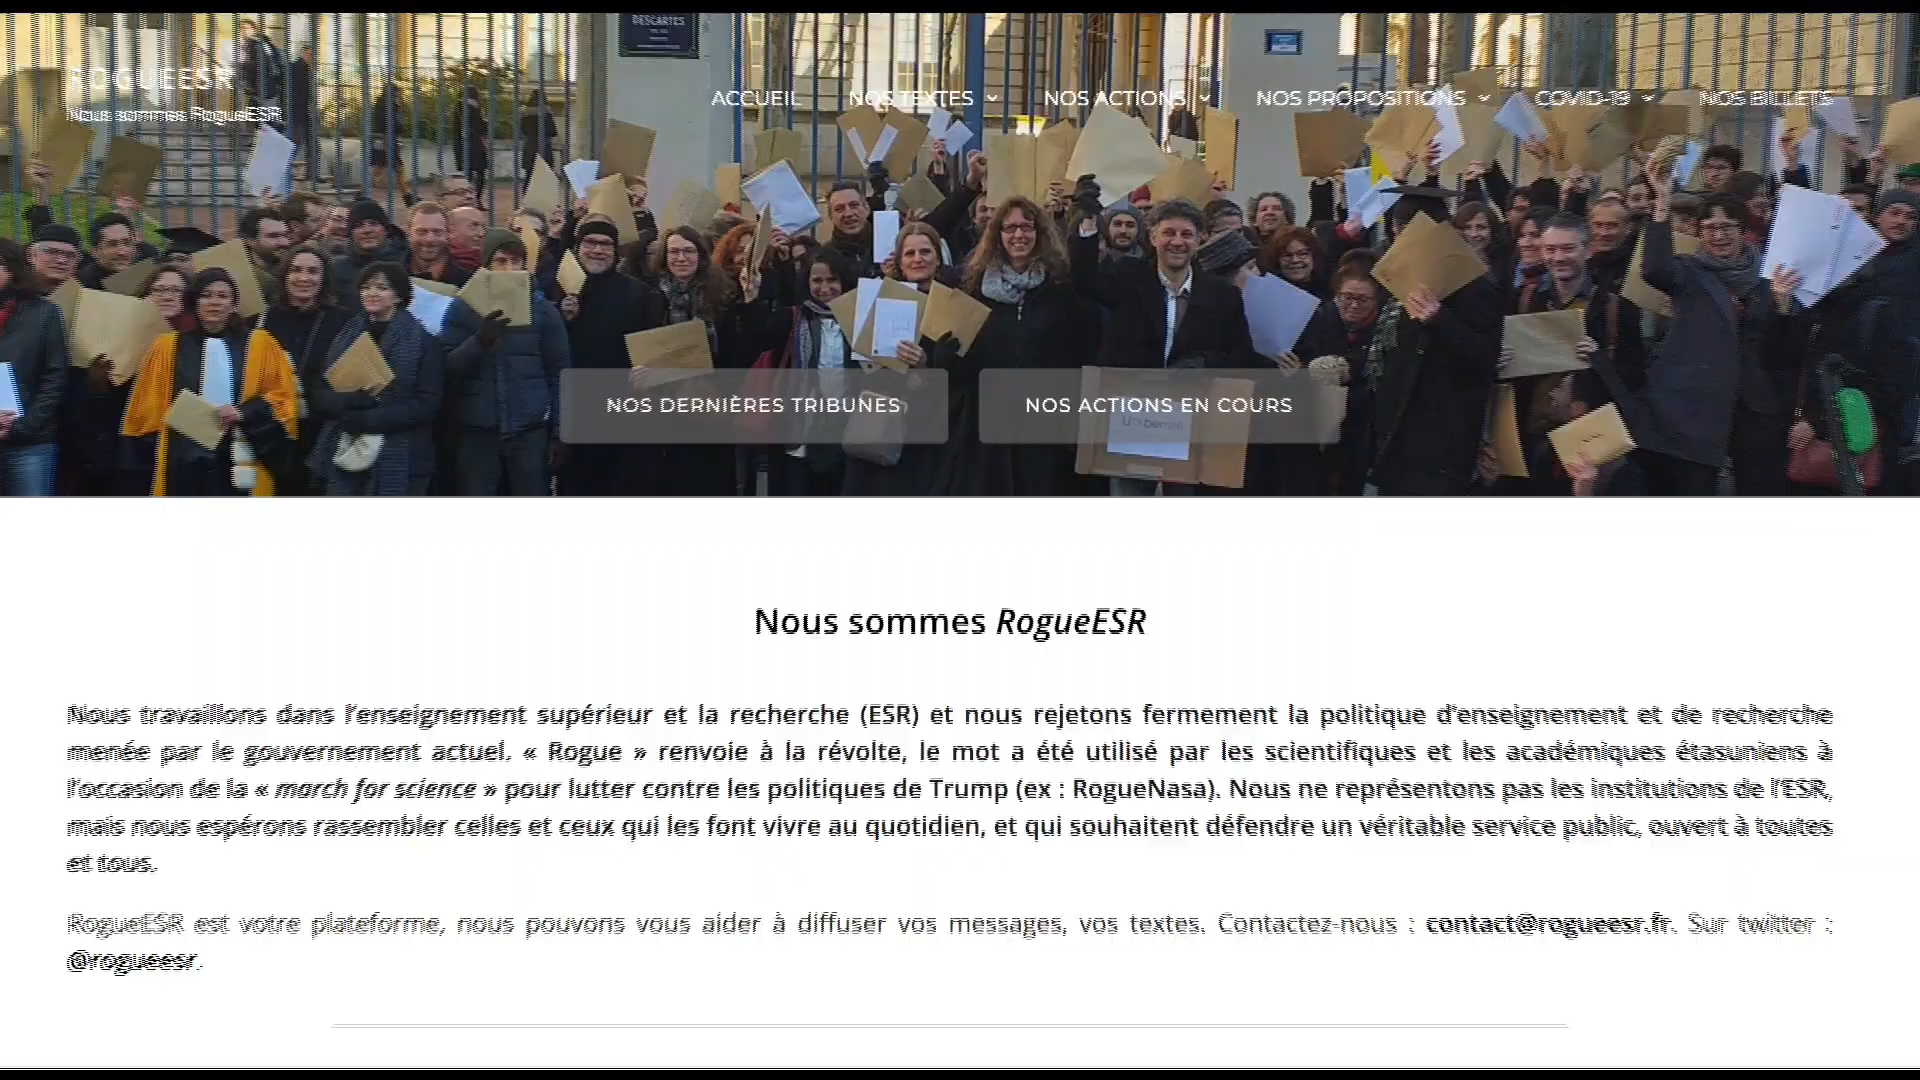 DESCARTES
ROGUEESR
Nous sommes RogueESR
ACCUEIL NOS TEXTES NOS ACTIONS NOS PROPOSITIONS COVID-19 NOS BILLETS
NOS DERNIÈRES TRIBUNES
NOS ACTIONS EN COURS
Nous sommes RogueESR
Nous travaillons dans l'enseignement supérieur et la recherche (ESR) et nous rejetons fermement la politique d'enseignement et de recherche
menée par le gouvernement actuel. « Rogue » renvoie à la révolte, le mot a été utilisé par les scientifiques et les académiques étasuniens à
l'occasion de la « march for science » pour lutter contre les politiques de Trump (ex : RogueNasa). Nous ne représentons pas les institutions de l'ESR,
mais nous espérons rassembler celles et ceux qui les font vivre au quotidien, et qui souhaitent défendre un véritable service public, ouvert à toutes
et tous.
RogueESR est votre plateforme, nous pouvons vous aider à diffuser vos messages, vos textes. Contactez-nous : contact@rogueesr.fr. Sur twitter :
@rogueesr.